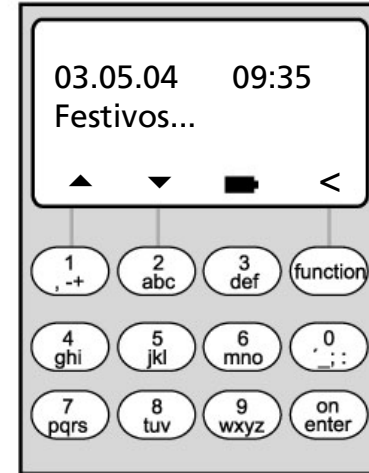 03.05.04 09:35
Festivos...
<
1 2 3 function
, -+ abc def
4 5 6 0
ghi jkl mno ´_; :
7 8 9 on
pqrs tuv wxyz enter